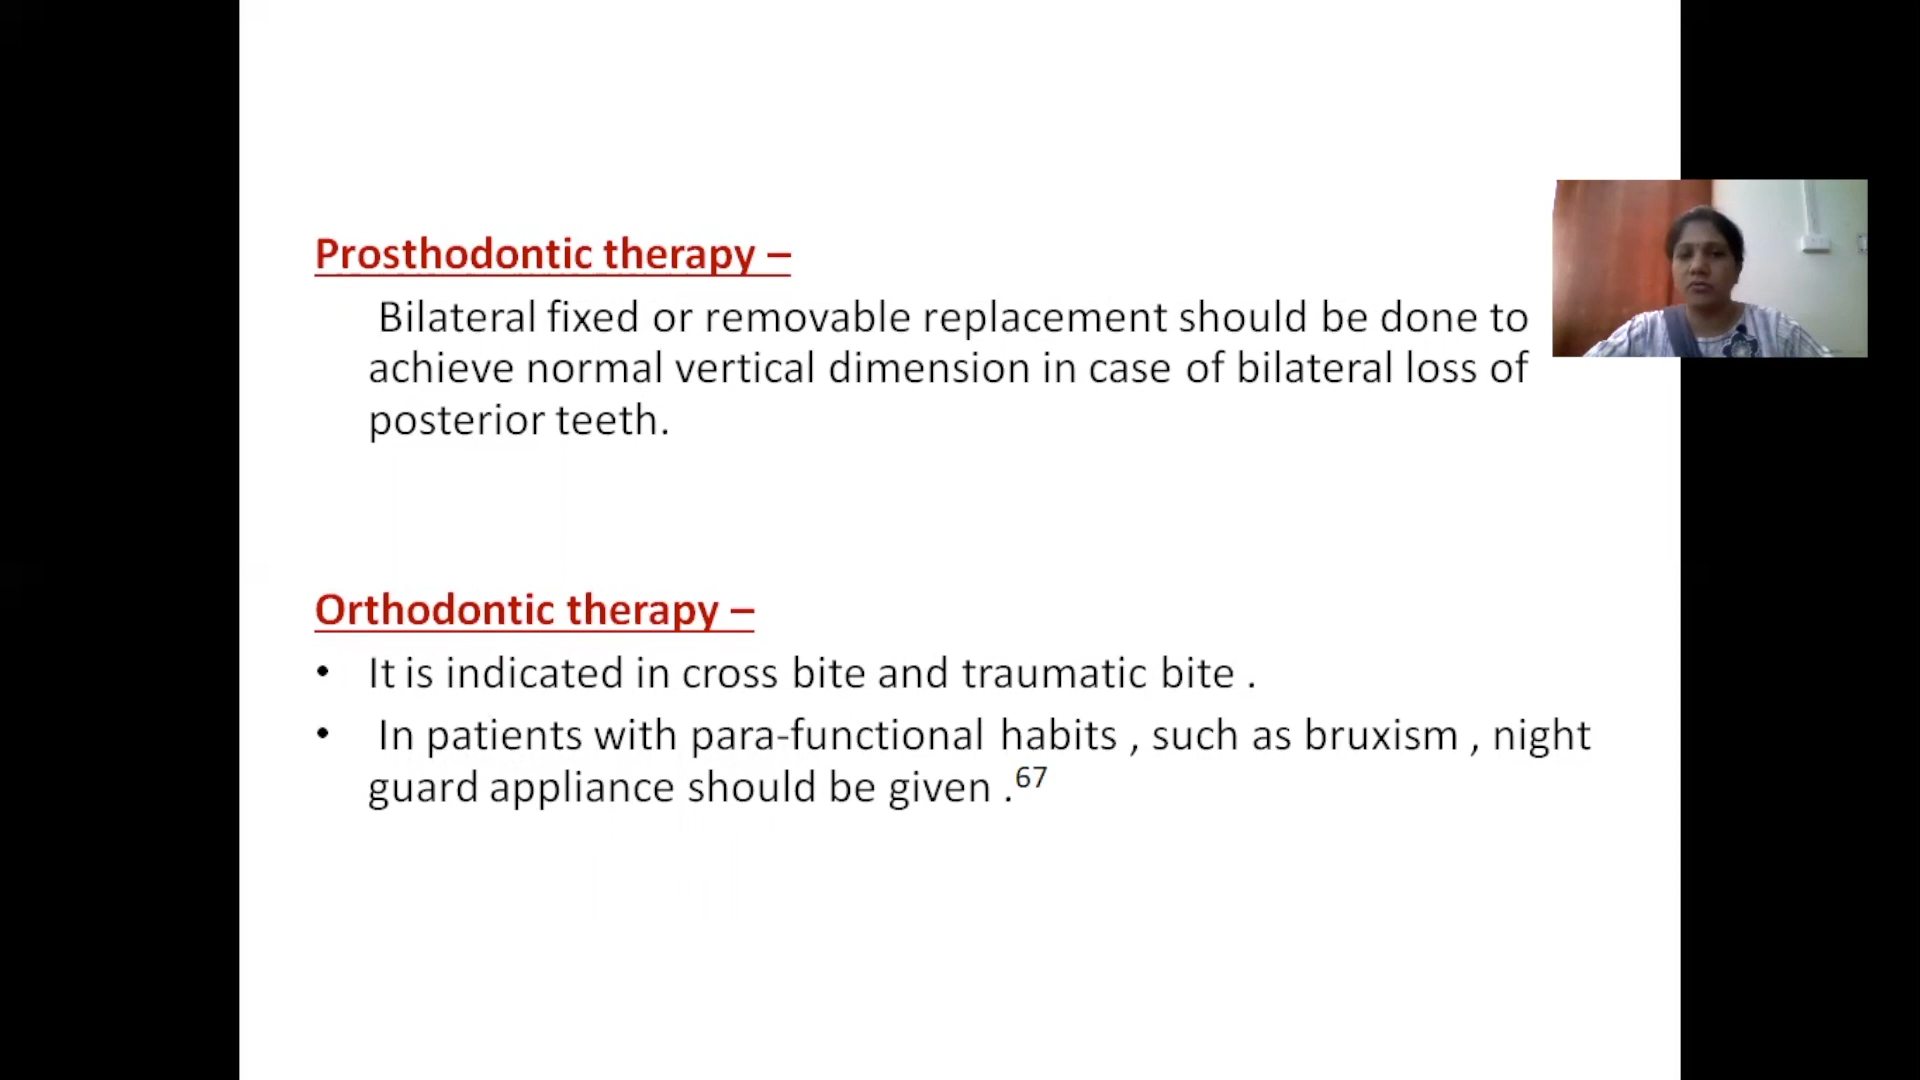 Prosthodontic therapy –
Bilateral fixed or removable replacement should be done to
achieve normal vertical dimension in case of bilateral loss of
posterior teeth.
Orthodontic therapy –
• It is indicated in cross bite and traumatic bite .
• In patients with para-functional habits , such as bruxism , night
guard appliance should be given .67